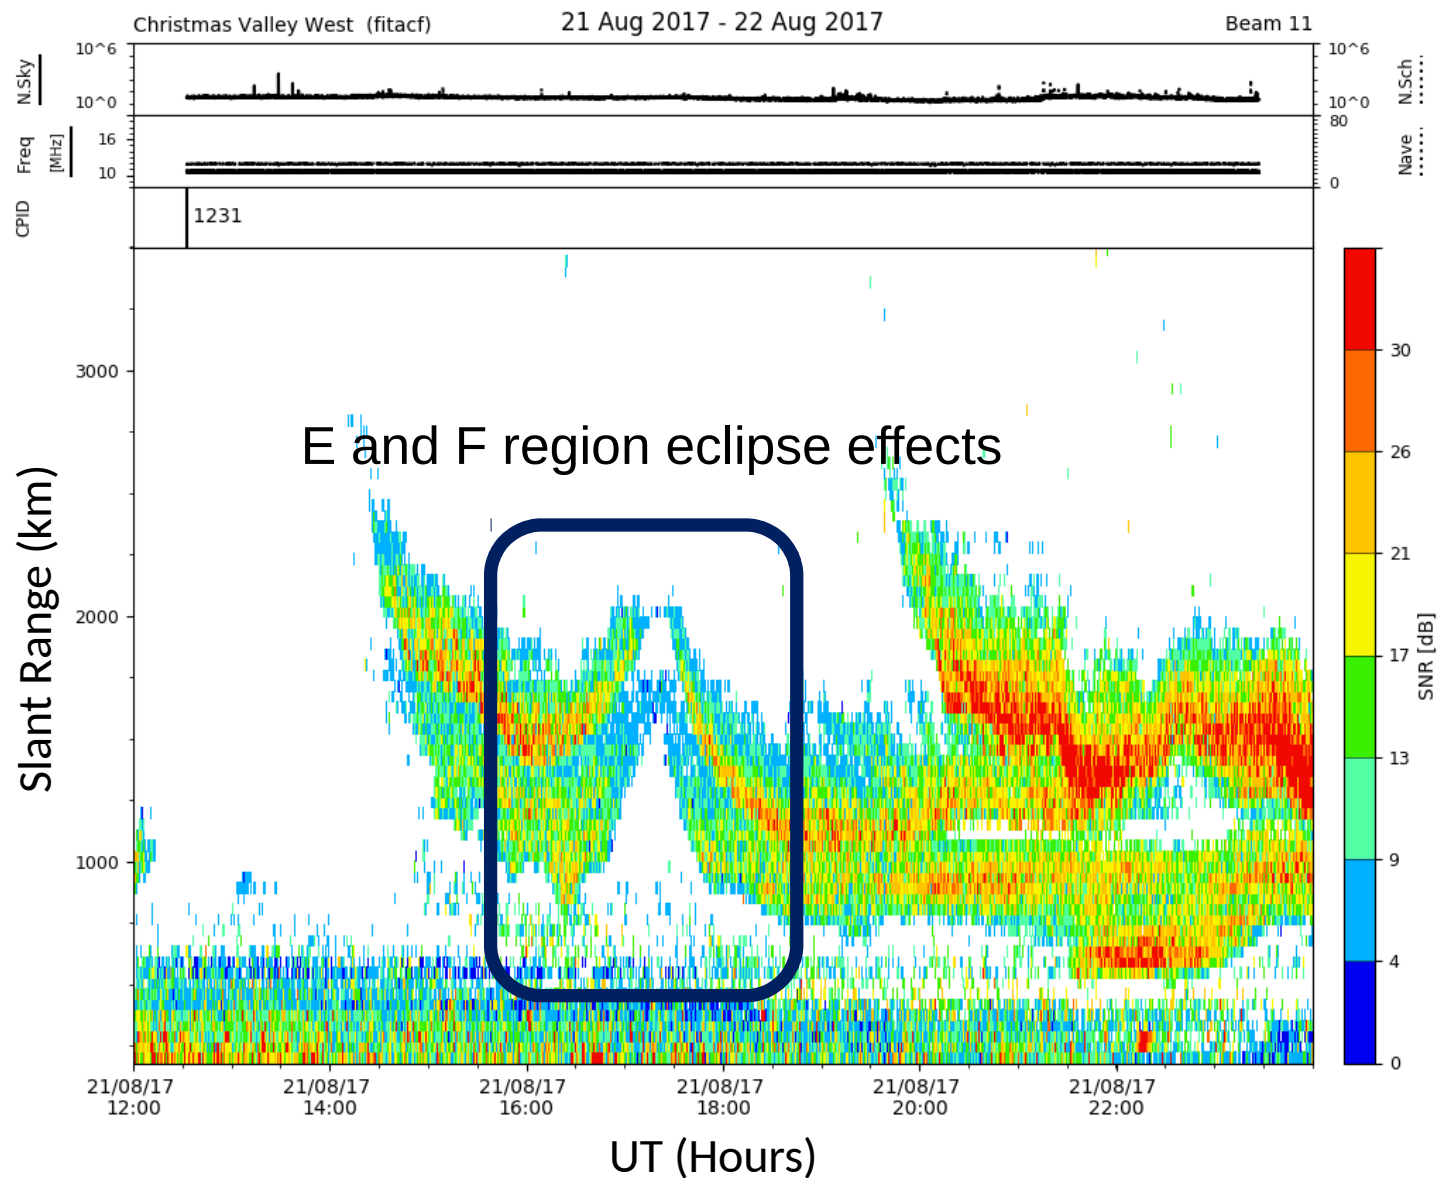 Christmas Valley West (fitacf)
21 Aug 2017 - 22 Aug 2017
Beam 11
N.Sky
10^6
10^0
10^6
10^0
N.Sch
Freq
[MHz]
16
10
80
0
Nave
CPID
1231
E and F region eclipse effects
Slant Range (km)
3000
2000
1000
30
26
21
17
13
9
4
0
SNR [dB]
21/08/17
12:00
21/08/17
14:00
21/08/17
16:00
21/08/17
18:00
21/08/17
20:00
21/08/17
22:00
UT (Hours)